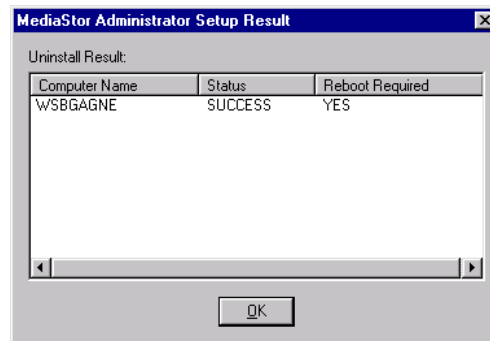 MediaStor Administrator Setup Result
Uninstall Result:
Computer Name Status Reboot Required
WSBGAGNE SUCCESS YES
OK